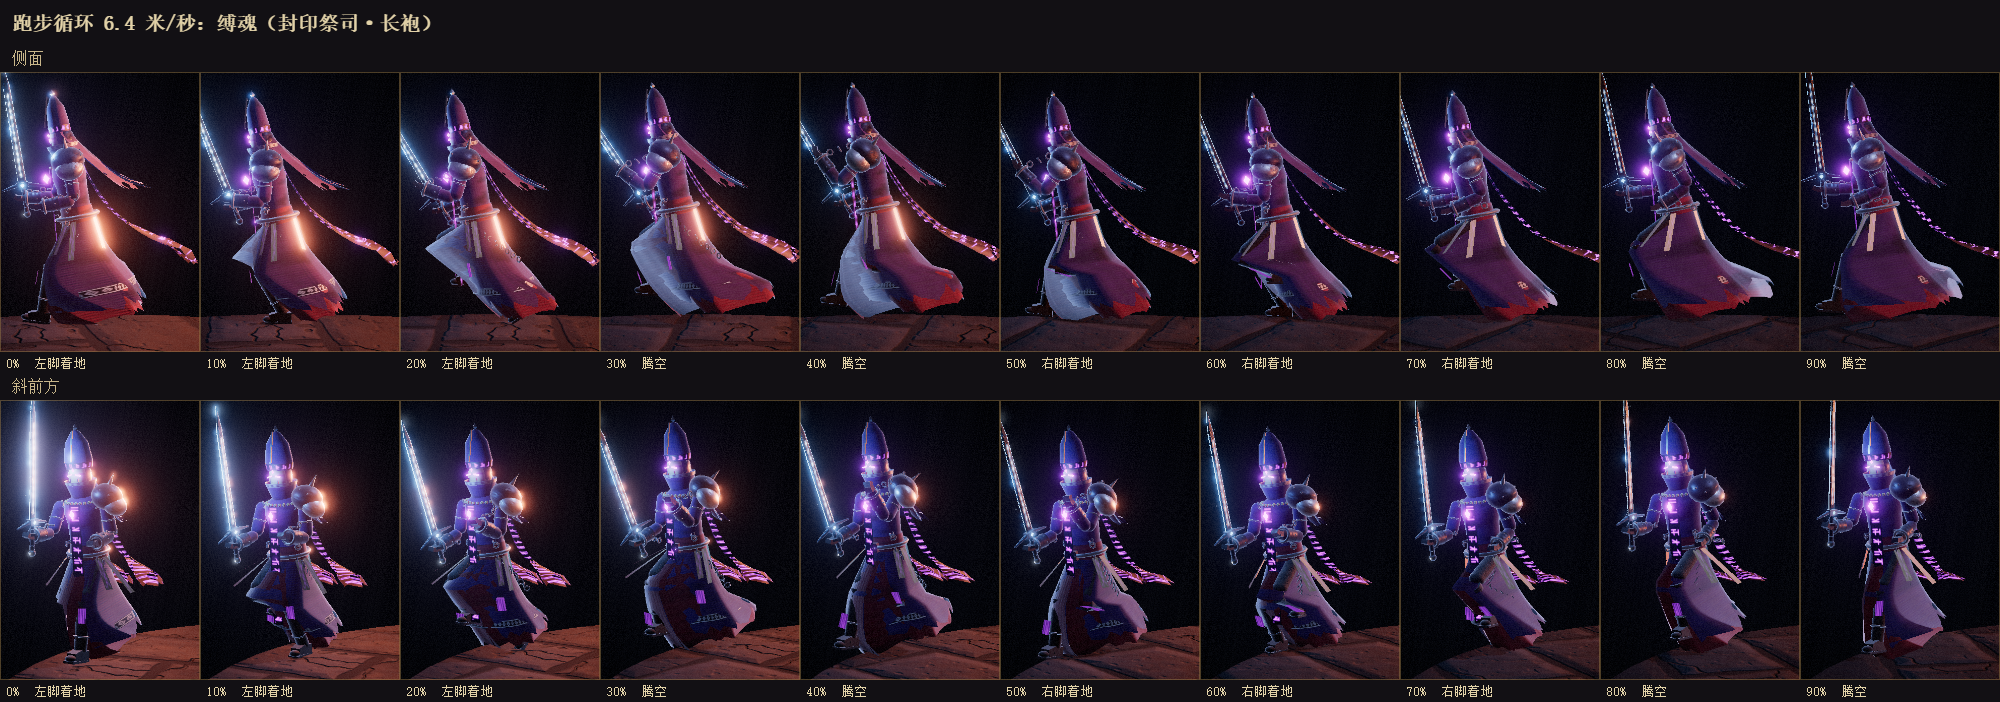 跑步循环 6.4 米/秒：缚魂（封印祭司·长袍）
侧面
0% 左脚着地
10% 左脚着地
20% 左脚着地
30% 腾空
40% 腾空
50% 右脚着地
60% 右脚着地
70% 右脚着地
80% 腾空
90% 腾空
斜前方
0% 左脚着地
10% 左脚着地
20% 左脚着地
30% 腾空
40% 腾空
50% 右脚着地
60% 右脚着地
70% 右脚着地
80% 腾空
90% 腾空